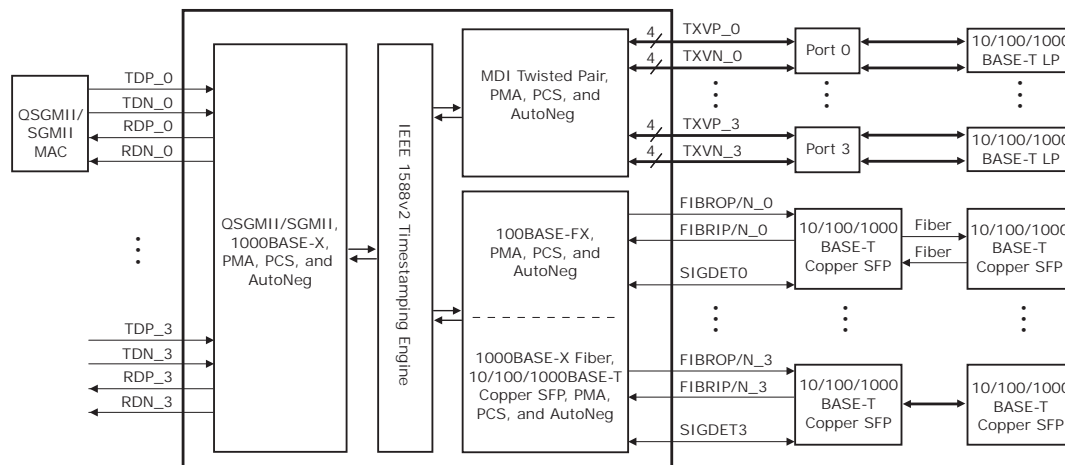 QSGMII/
SGMII
MAC
TDP_0
TDN_0
RDP_0
RDN_0
TDP_3
TDN_3
RDP_3
RDN_3
QSGMII/SGMII,
1000BASE-X,
PMA, PCS, and
AutoNeg
IEEE 1588v2 Timestamping Engine
MDI Twisted Pair,
PMA, PCS, and
AutoNeg
4
TXVP_0
4
TXVN_0
4
TXVP_3
4
TXVN_3
Port 0
Port 3
10/100/1000
BASE-T LP
10/100/1000
BASE-T LP
100BASE-FX,
PMA, PCS, and
AutoNeg
1000BASE-X Fiber,
10/100/1000BASE-T
Copper SFP, PMA,
PCS, and AutoNeg
FIBROP/N_0
FIBRIP/N_0
SIGDET0
FIBROP/N_3
FIBRIP/N_3
SIGDET3
10/100/1000
BASE-T
Copper SFP
Fiber
Fiber
10/100/1000
BASE-T
Copper SFP
10/100/1000
BASE-T
Copper SFP
10/100/1000
BASE-T
Copper SFP